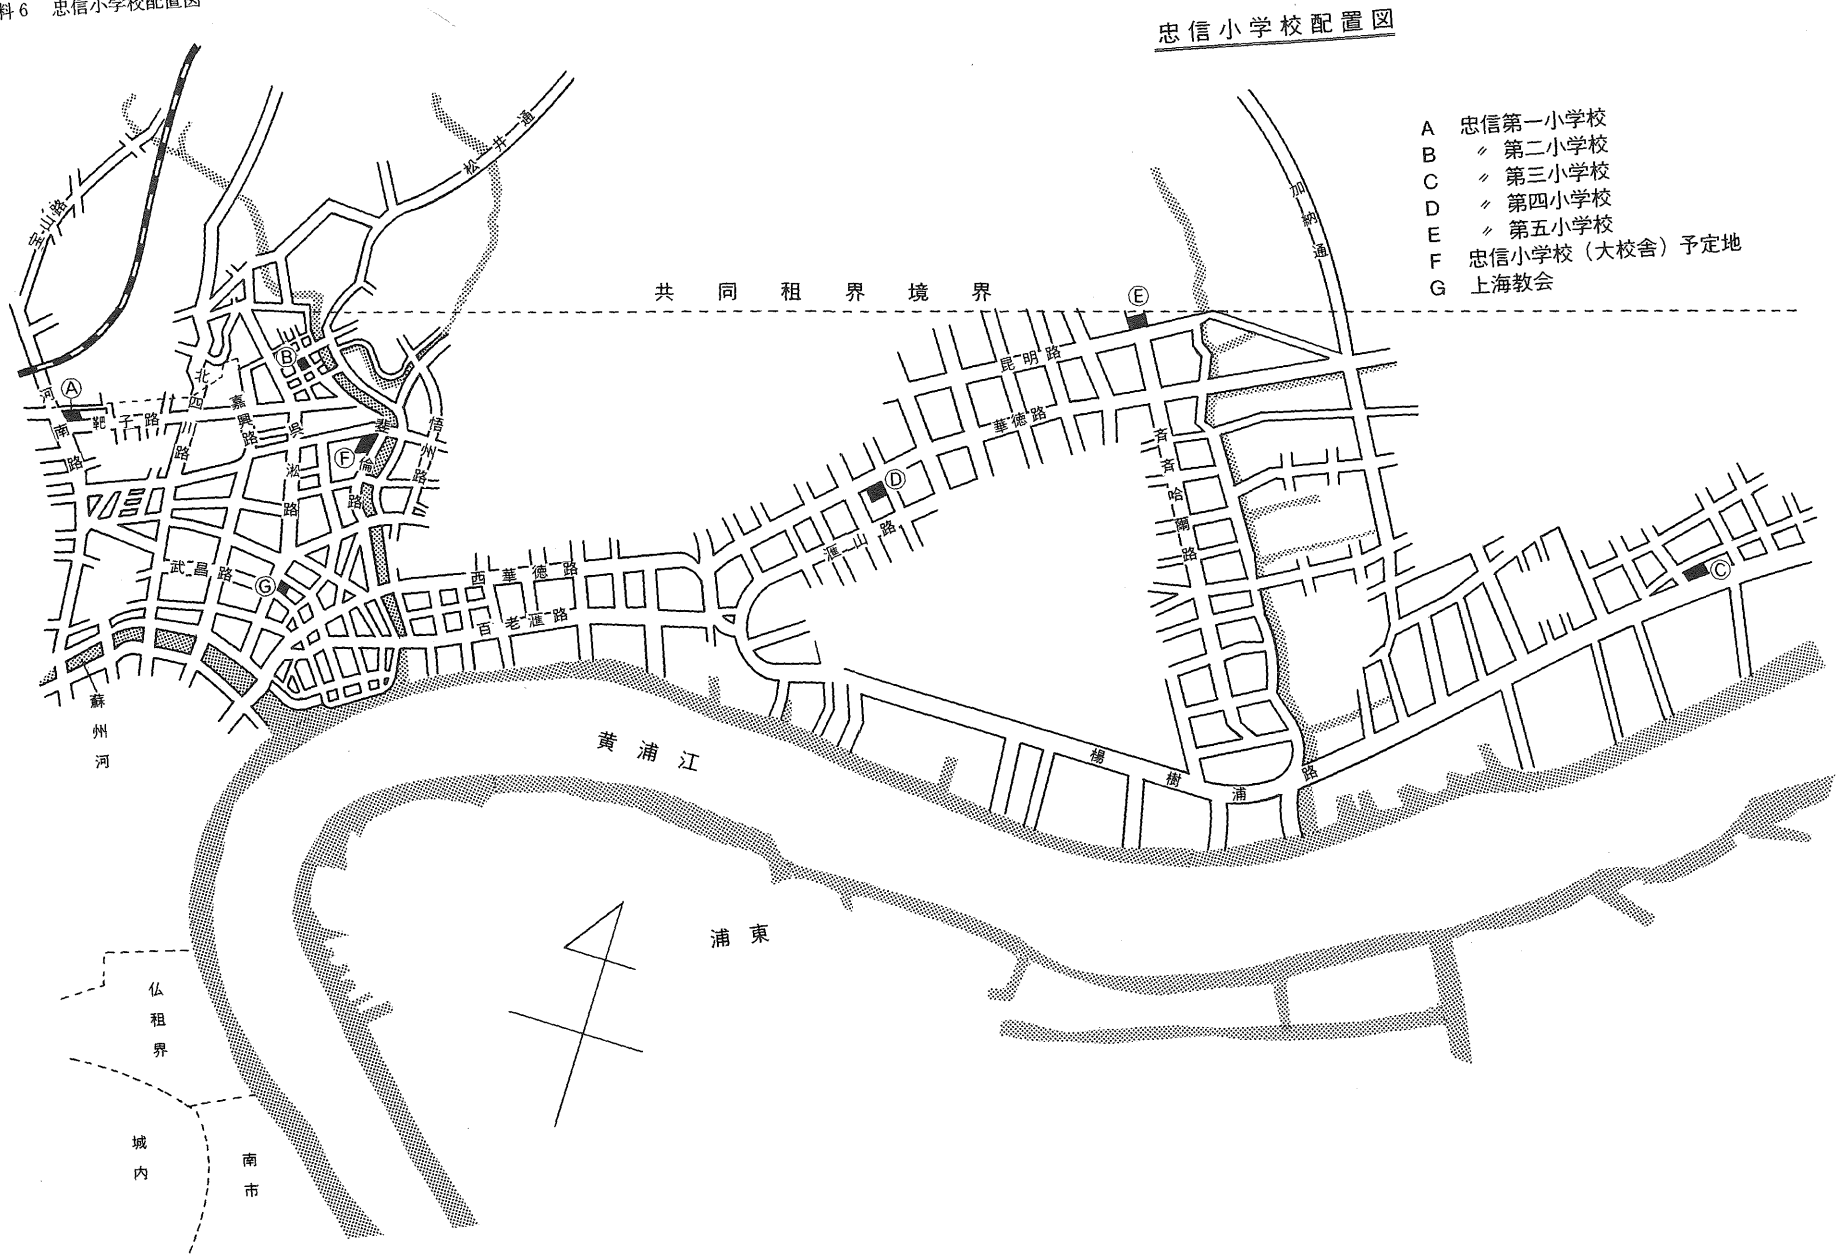 料6 忠信小学校配置図
忠信小学校配置図
A 忠信第一小学校
B 〃 第二小学校
C 〃 第三小学校
D 〃 第四小学校
E 〃 第五小学校
F 忠信小学校（大校舎）予定地
G 上海教会
松井通
加納通
宝山路
共同租界境界
E
昆明路
B
A
河南路
靶子路
北四川路
嘉興路
呉淞路
斐倫路
悟州路
F
華徳路
斉斉哈爾路
D
滙山路
武昌路
G
西華徳路
百老滙路
C
蘇州河
黄浦江
楊樹浦路
浦東
仏租界
城内
南市